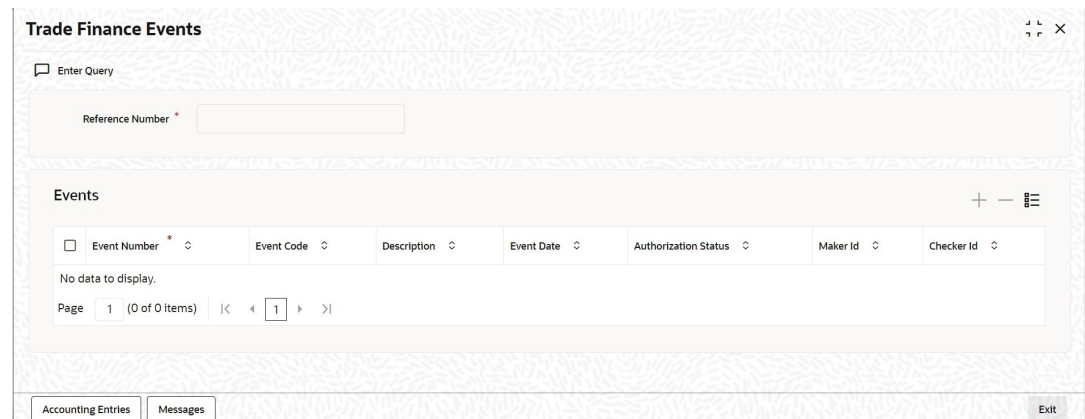 Trade Finance Events
Enter Query
Reference Number *
Events
Event Number * Event Code Description Event Date Authorization Status Maker Id Checker Id
No data to display.
Page 1 (0 of 0 items) 1
Accounting Entries Messages Exit